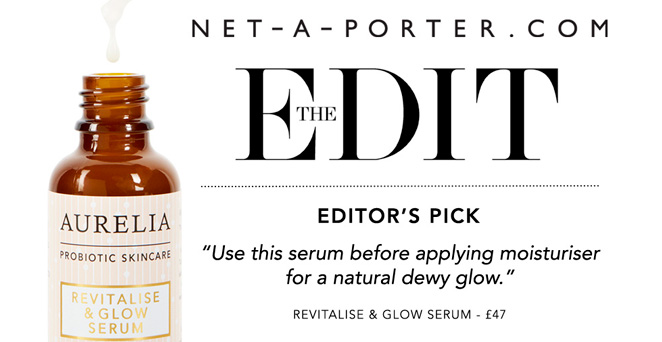 NET-A-PORTER.COM
THE EDIT
EDITOR'S PICK
“Use this serum before applying moisturiser
for a natural dewy glow.”
REVITALISE & GLOW SERUM - £47
AURELIA
PROBIOTIC SKINCARE
REVITALISE
& GLOW
SERUM